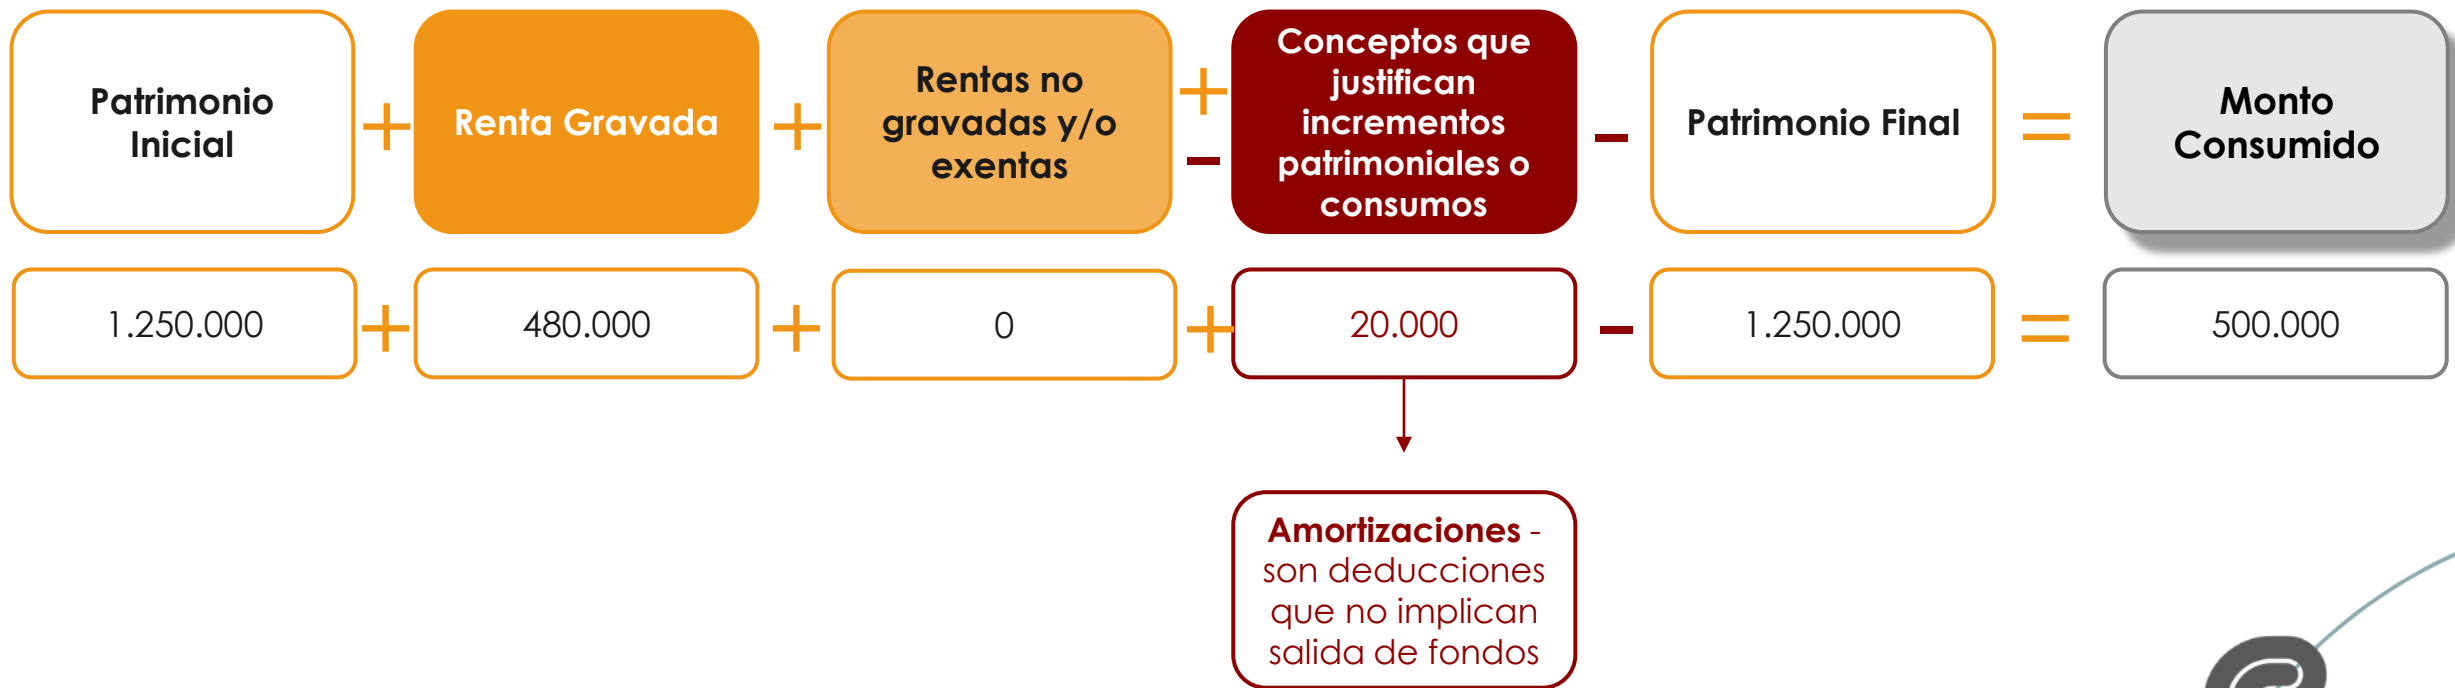 Patrimonio
Inicial
+
Renta Gravada
+
Rentas no
gravadas y/o
exentas
+
-
Conceptos que
justifican
incrementos
patrimoniales o
consumos
-
Patrimonio Final
=
Monto
Consumido
1.250.000 + 480.000 + 0 + 20.000 - 1.250.000 = 500.000
Amortizaciones -
son deducciones
que no implican
salida de fondos